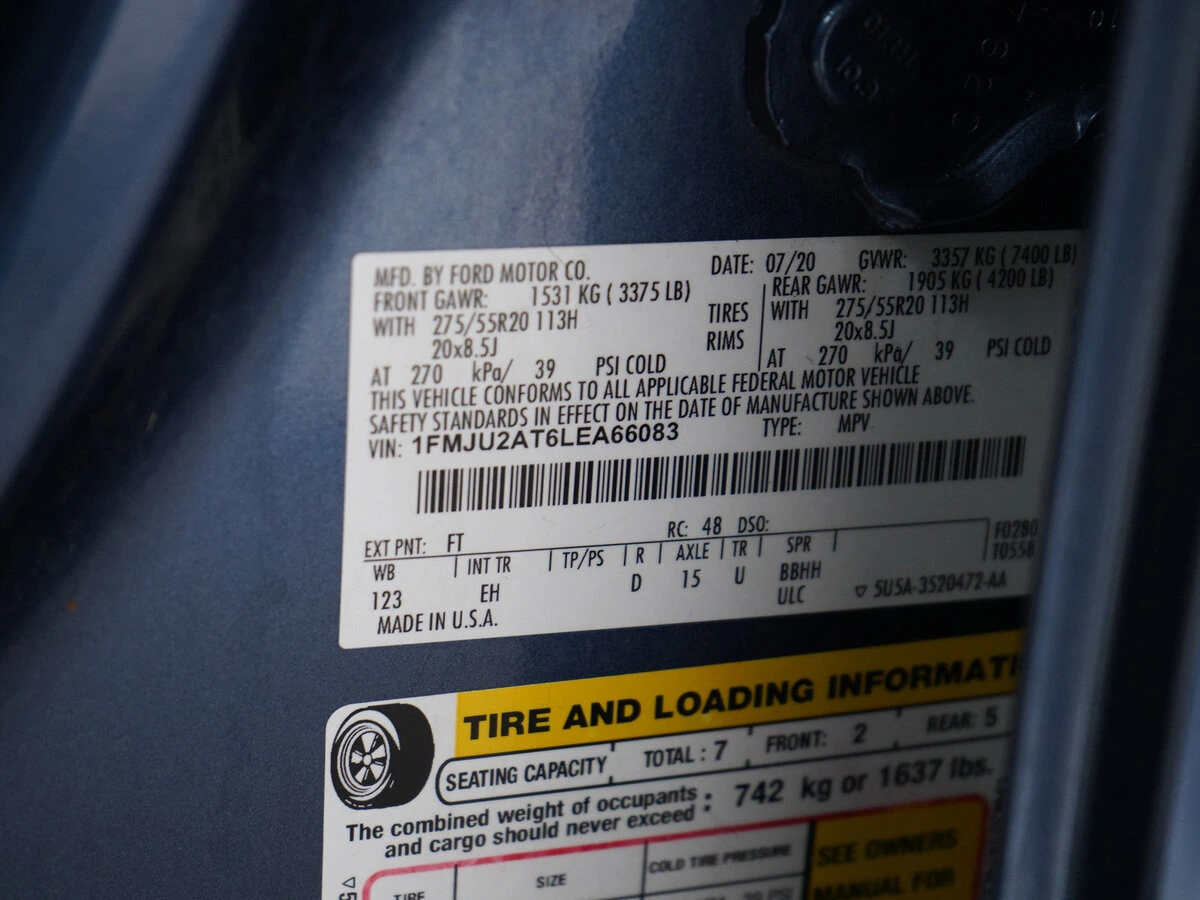 MFD. BY FORD MOTOR CO. DATE: 07/20 GVWR: 3357 KG ( 7400 LB)
FRONT GAWR: 1531 KG ( 3375 LB) REAR GAWR: 1905 KG ( 4200 LB)
WITH 275/55R20 113H TIRES WITH 275/55R20 113H
20x8.5J RIMS 20x8.5J
AT 270 kPa/ 39 PSI COLD AT 270 kPa/ 39 PSI COLD
THIS VEHICLE CONFORMS TO ALL APPLICABLE FEDERAL MOTOR VEHICLE
SAFETY STANDARDS IN EFFECT ON THE DATE OF MANUFACTURE SHOWN ABOVE.
VIN: 1FMJU2AT6LEA66083 TYPE: MPV
EXT PNT: FT RC: 48 DSO: F0280
WB INT TR TP/PS R AXLE TR SPR T0558
123 EH D 15 U BBHH
ULC ▽ 5U5A-3520472-AA
MADE IN U.S.A.
TIRE AND LOADING INFORMATI
SEATING CAPACITY TOTAL : 7 FRONT: 2 REAR: 5
The combined weight of occupants and cargo should never exceed : 742 kg or 1637 lbs.
TIRE SIZE COLD TIRE PRESSURE SEE OWNERS
MANUAL FOR